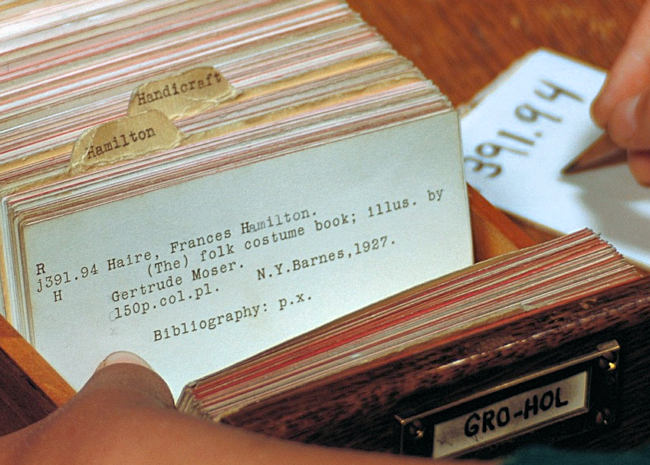 Handicraft
Hamilton
R
j391.94 Haire, Frances Hamilton.
H (The) folk costume book; illus. by
Gertrude Moser. N.Y.Barnes,1927.
150p.col.pl.
Bibliography: p.x.
391.94
GRO-HOL